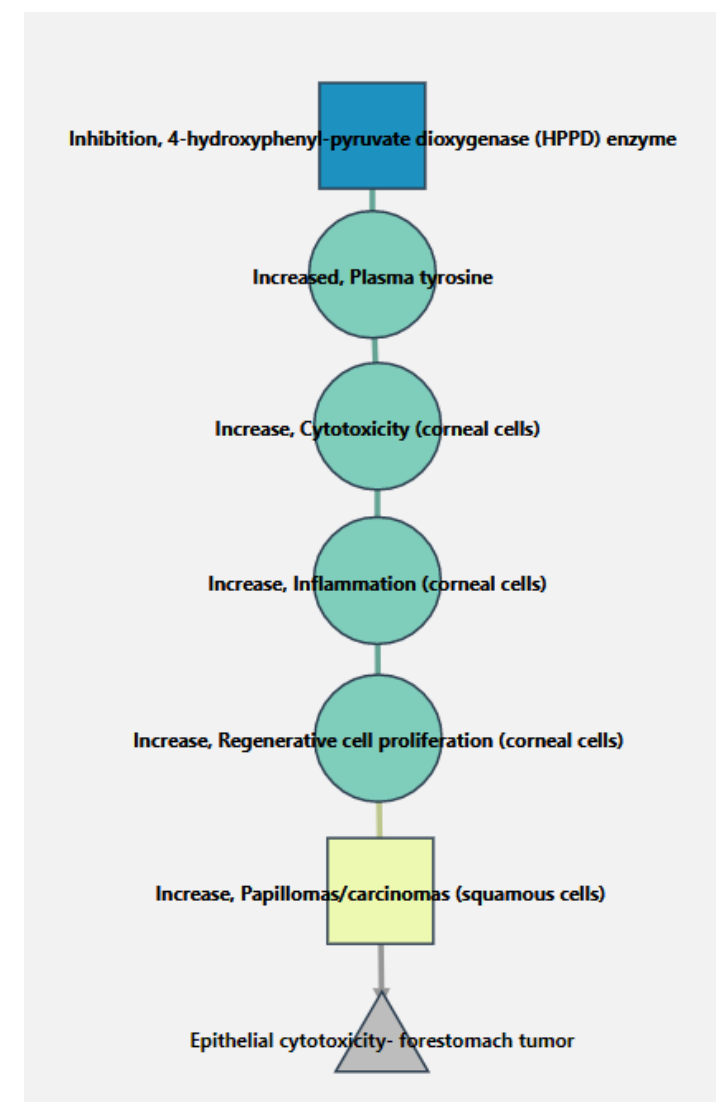 Inhibition, 4-hydroxyphenyl-pyruvate dioxygenase (HPPD) enzyme
Increased, Plasma tyrosine
Increase, Cytotoxicity (corneal cells)
Increase, Inflammation (corneal cells)
Increase, Regenerative cell proliferation (corneal cells)
Increase, Papillomas/carcinomas (squamous cells)
Epithelial cytotoxicity- forestomach tumor